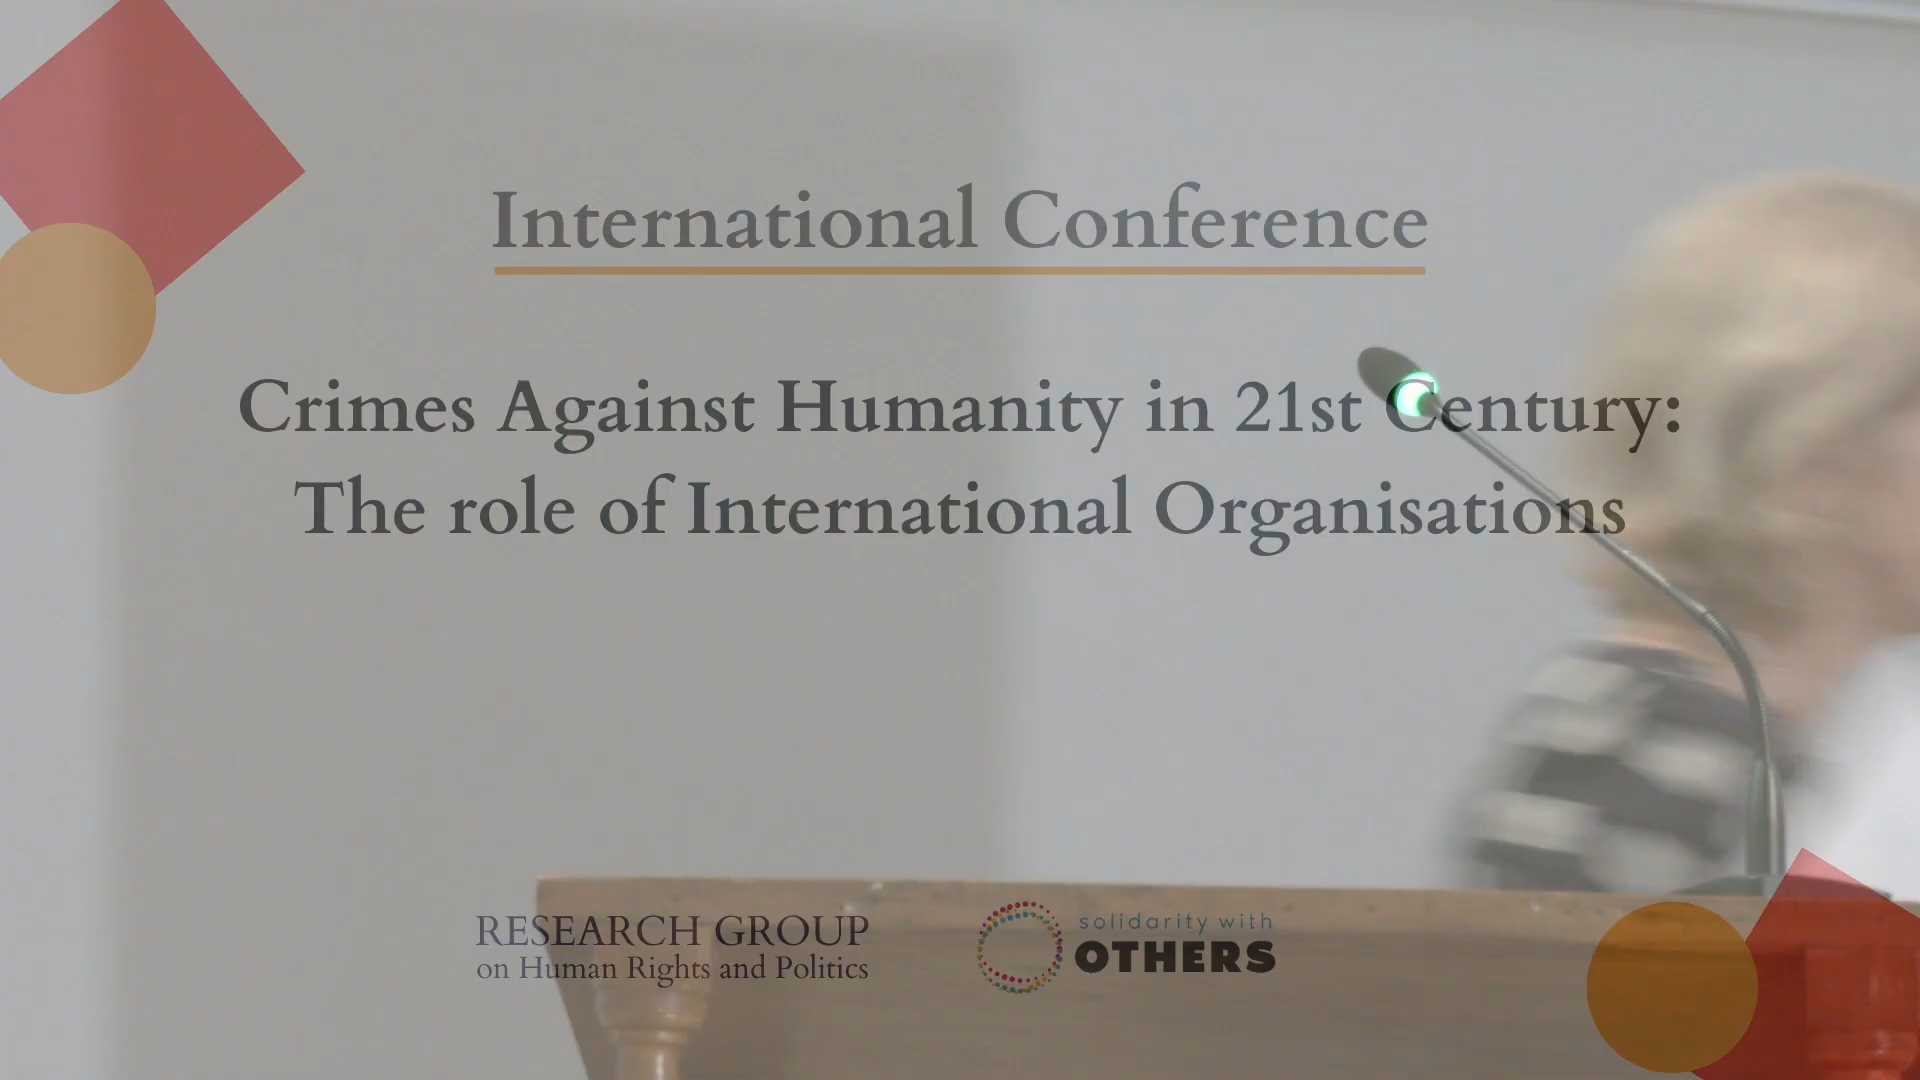 International Conference
Crimes Against Humanity in 21st Century:
The role of International Organisations
RESEARCH GROUP
on Human Rights and Politics
solidarity with
OTHERS